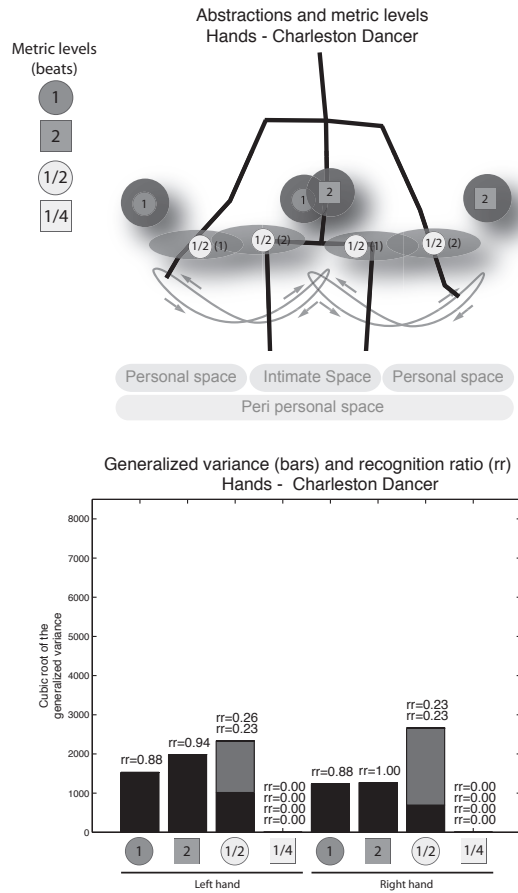 Abstractions and metric levels
Hands - Charleston Dancer
Metric levels
(beats)
1
2
1/2
1/4
1
1
2
2
1/2 (1)
1/2 (2)
1/2 (1)
1/2 (2)
Personal space
Intimate Space
Personal space
Peri personal space
Generalized variance (bars) and recognition ratio (rr)
Hands - Charleston Dancer
Cubic root of the
generalized variance
8000
7000
6000
5000
4000
3000
2000
1000
0
rr=0.88
rr=0.94
rr=0.26
rr=0.23
rr=0.00
rr=0.00
rr=0.00
rr=0.00
rr=0.88
rr=1.00
rr=0.23
rr=0.23
rr=0.00
rr=0.00
rr=0.00
rr=0.00
1 2 1/2 1/4 1 2 1/2 1/4
Left hand Right hand